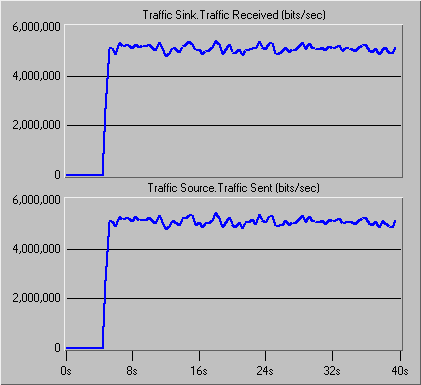 Traffic Sink.Traffic Received (bits/sec)
6,000,000
4,000,000
2,000,000
0
Traffic Source.Traffic Sent (bits/sec)
6,000,000
4,000,000
2,000,000
0
0s 8s 16s 24s 32s 40s